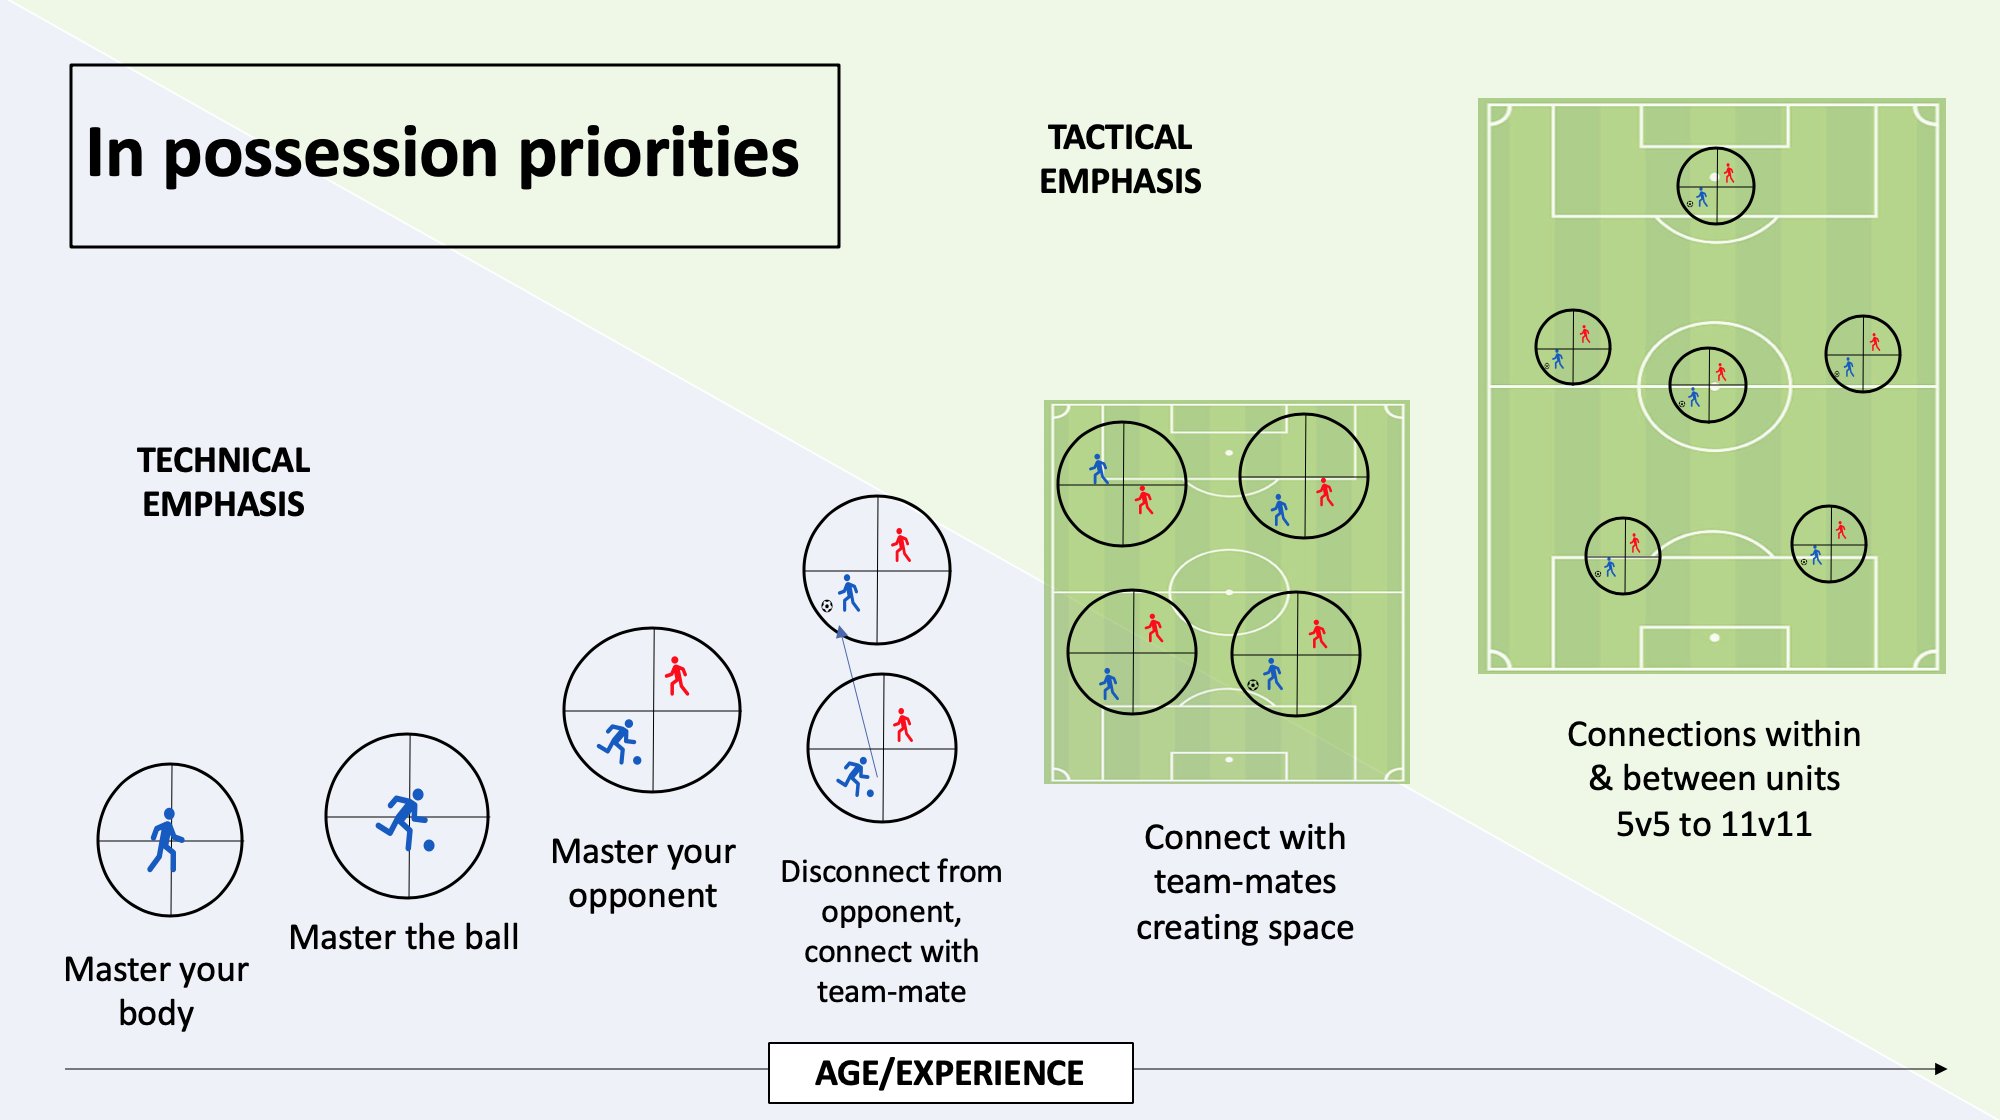 In possession priorities
TACTICAL
EMPHASIS
TECHNICAL
EMPHASIS
Master your
body
Master the ball
Master your
opponent
Disconnect from
opponent,
connect with
team-mate
Connect with
team-mates
creating space
Connections within
& between units
5v5 to 11v11
AGE/EXPERIENCE